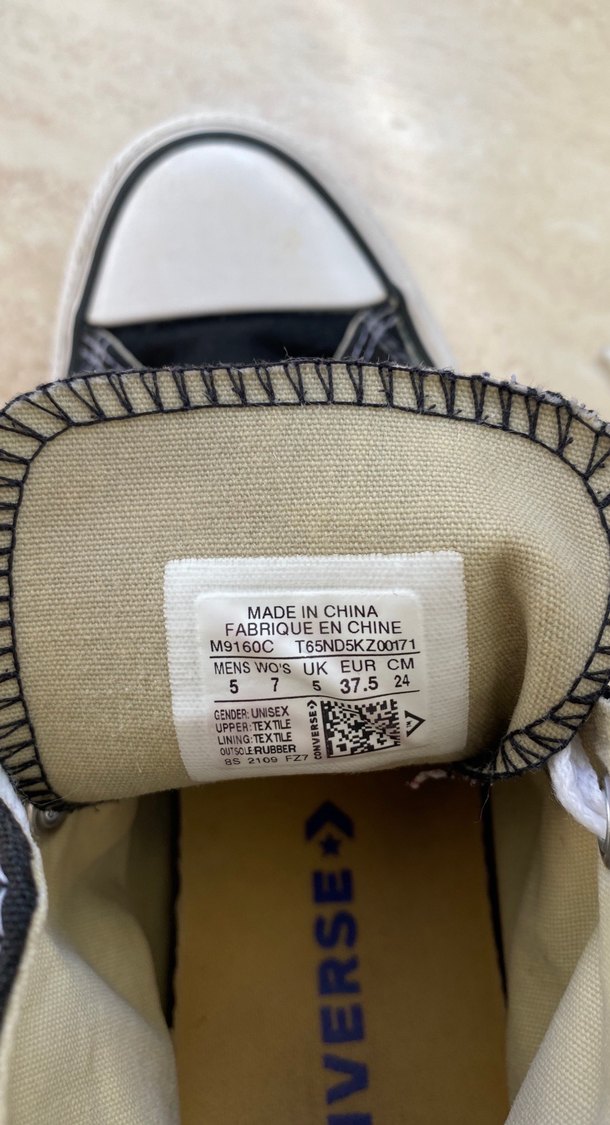 MADE IN CHINA
FABRIQUE EN CHINE
M9160C T65ND5KZ00171
MENS WO'S UK EUR CM
5 7 5 37.5 24
GENDER: UNISEX
UPPER: TEXTILE
LINING: TEXTILE
OUTSOLE: RUBBER
8S 2109 FZ7
CONVERSE
VERSE